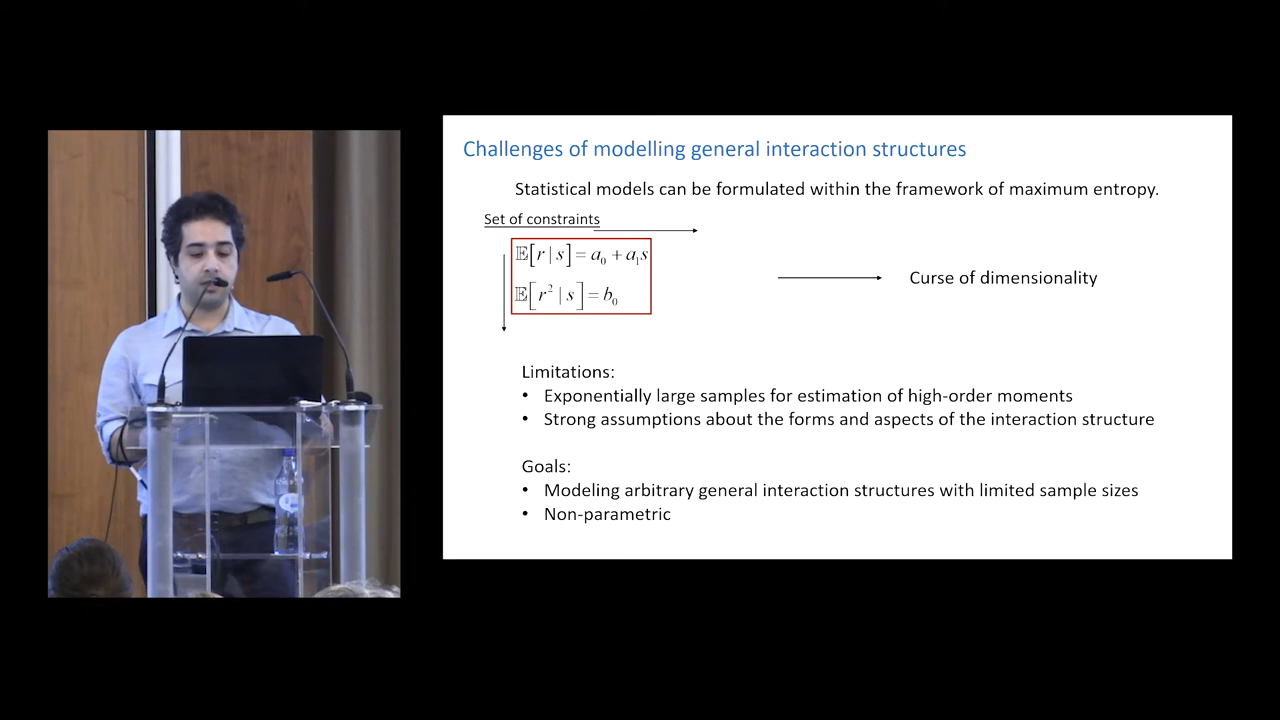 Challenges of modelling general interaction structures
Statistical models can be formulated within the framework of maximum entropy.
Set of constraints
𝔼[r | s] = a₀ + a₁s
𝔼[r² | s] = b₀
Curse of dimensionality
Limitations:
• Exponentially large samples for estimation of high-order moments
• Strong assumptions about the forms and aspects of the interaction structure
Goals:
• Modeling arbitrary general interaction structures with limited sample sizes
• Non-parametric